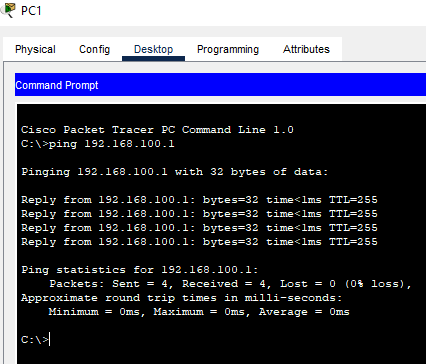 PC1
Physical Config Desktop Programming Attributes
Command Prompt
Cisco Packet Tracer PC Command Line 1.0
C:\>ping 192.168.100.1
Pinging 192.168.100.1 with 32 bytes of data:
Reply from 192.168.100.1: bytes=32 time<1ms TTL=255
Reply from 192.168.100.1: bytes=32 time<1ms TTL=255
Reply from 192.168.100.1: bytes=32 time<1ms TTL=255
Reply from 192.168.100.1: bytes=32 time<1ms TTL=255
Ping statistics for 192.168.100.1:
Packets: Sent = 4, Received = 4, Lost = 0 (0% loss),
Approximate round trip times in milli-seconds:
Minimum = 0ms, Maximum = 0ms, Average = 0ms
C:\>